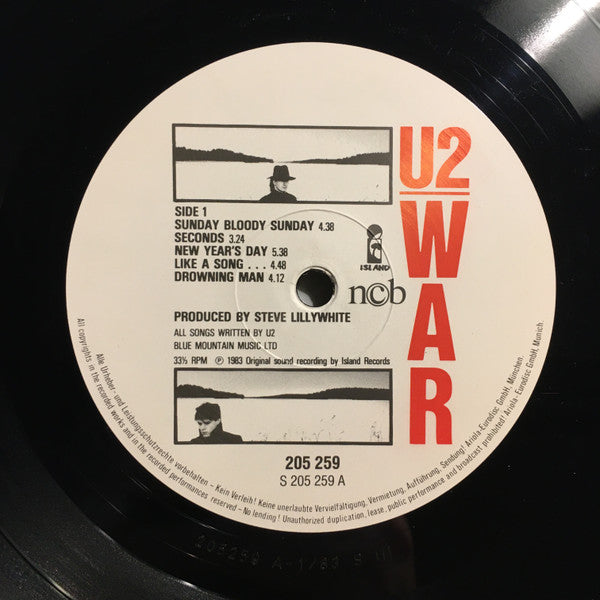 U2
WAR
SIDE 1
SUNDAY BLOODY SUNDAY 4.38
SECONDS 3.24
NEW YEAR'S DAY 5.38
LIKE A SONG . . . 4.48
DROWNING MAN 4.12
ISLAND
ncb
PRODUCED BY STEVE LILLYWHITE
ALL SONGS WRITTEN BY U2
BLUE MOUNTAIN MUSIC LTD
33⅓ RPM ℗ 1983 Original sound recording by Island Records
205 259
S 205 259 A
Alle Urheber- und Leistungsschutzrechte vorbehalten – Kein Verleih! Keine unerlaubte Vervielfältigung, Vermietung, Aufführung, Sendung! Ariola-Eurodisc GmbH, München.
All copyrights in the recorded works and in the recorded performances reserved – No lending! Unauthorized duplication, lease, public performance and broadcast prohibited! Ariola-Eurodisc GmbH, Munich
205259 A-1/83 S